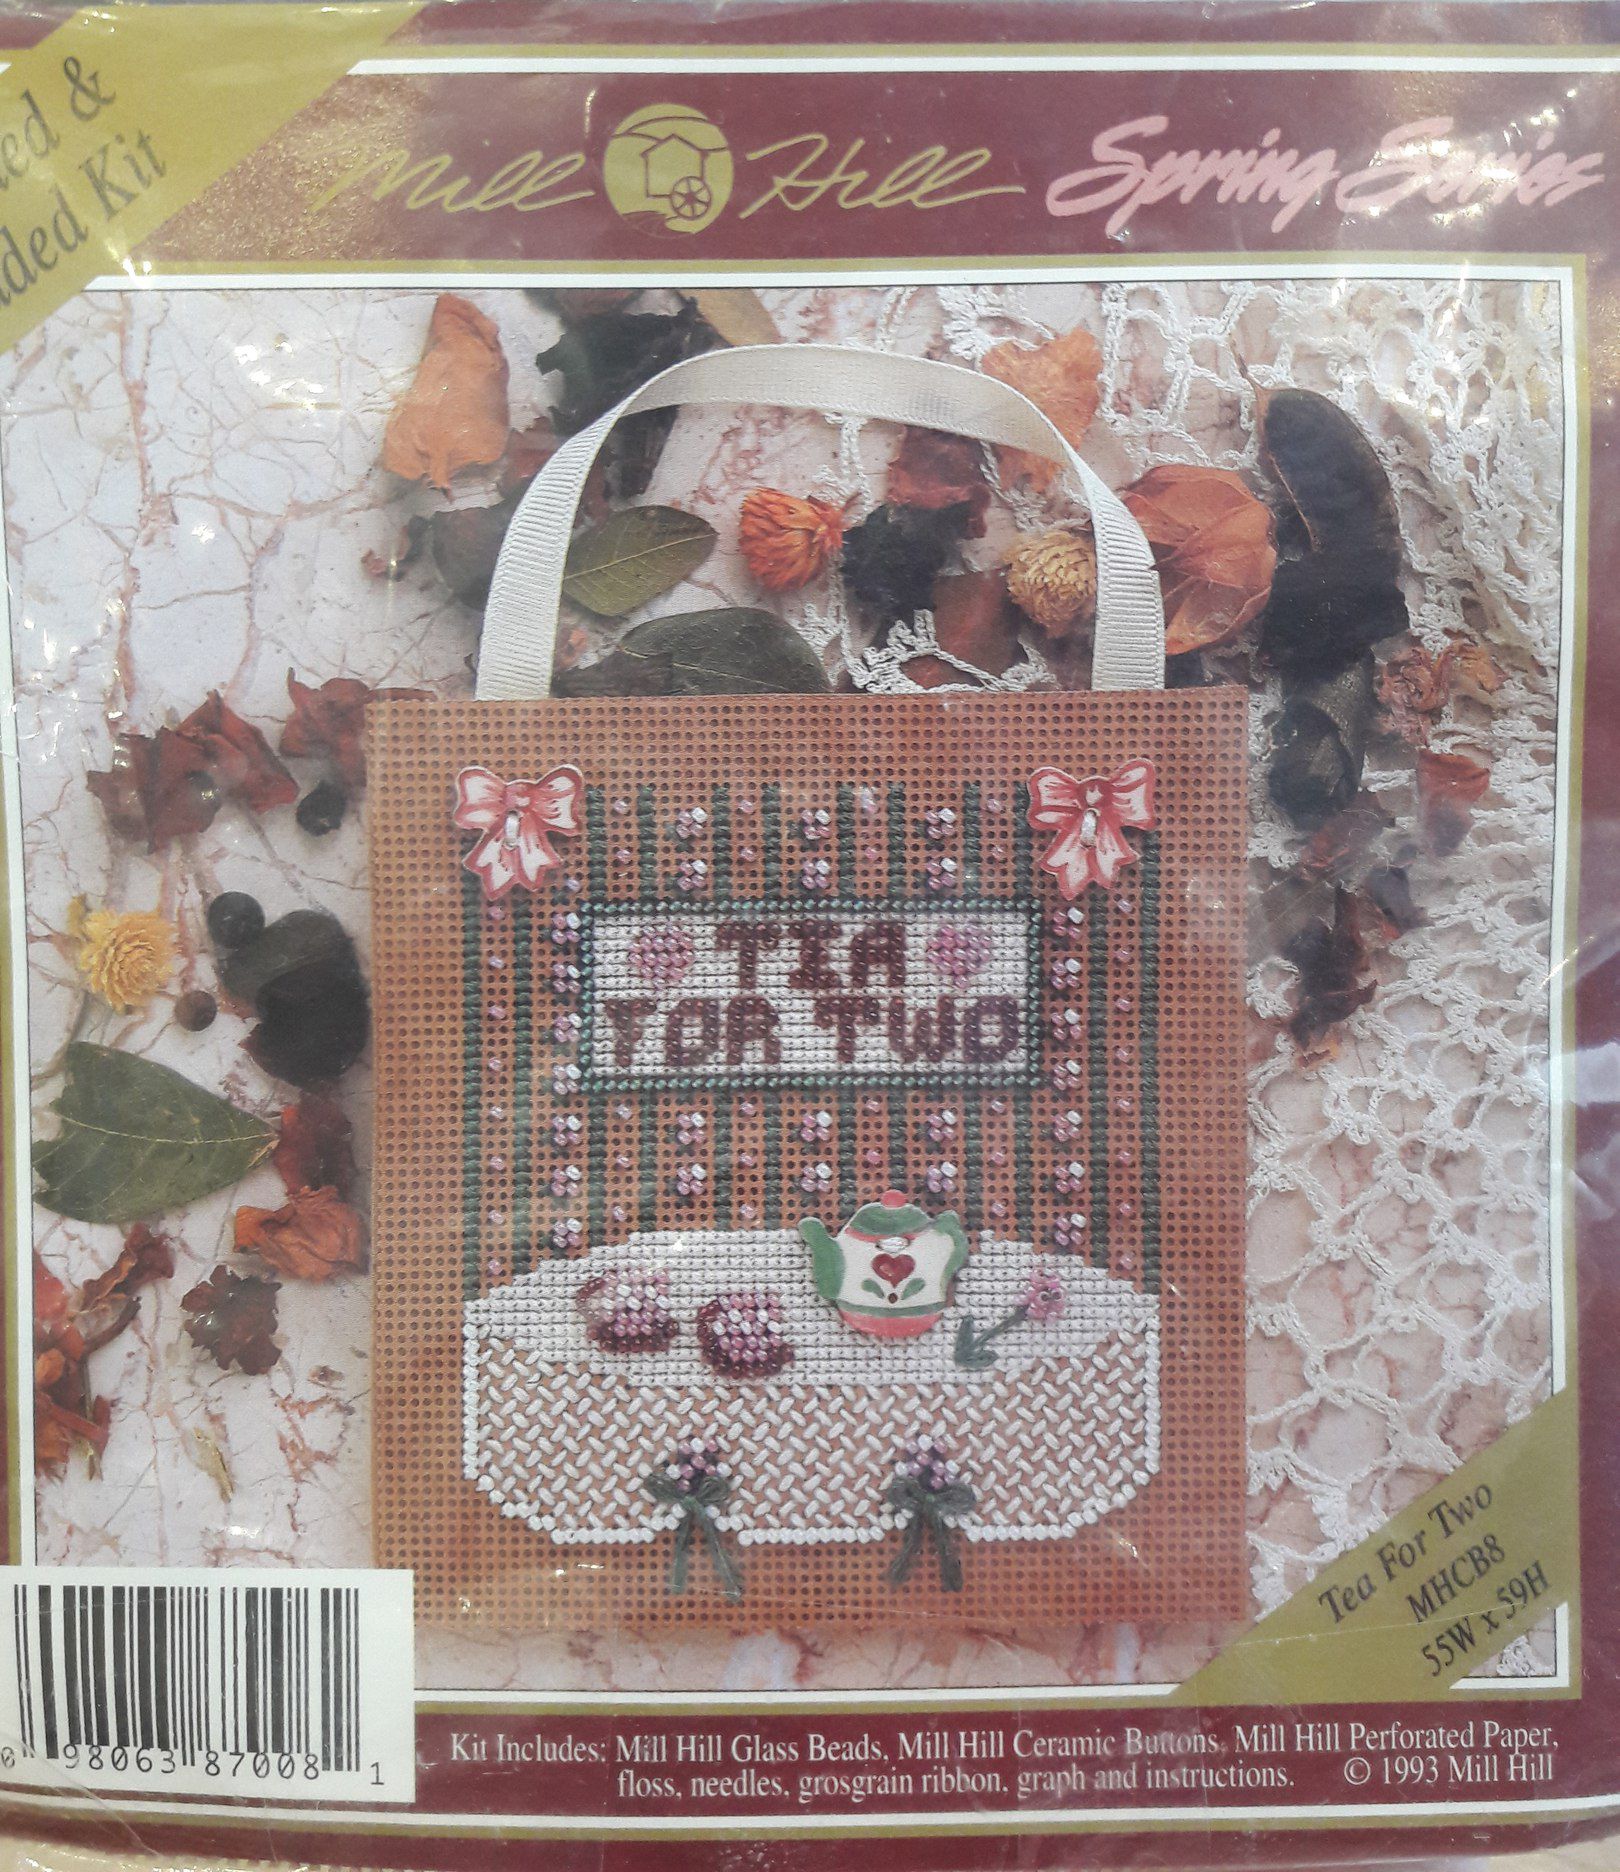 &
Kit
Mill Hill Spring Series
TEA
FOR TWO
Tea For Two
MHCB8
55W x 59H
0 98063 87008 1
Kit Includes: Mill Hill Glass Beads, Mill Hill Ceramic Buttons, Mill Hill Perforated Paper,
floss, needles, grosgrain ribbon, graph and instructions. © 1993 Mill Hill